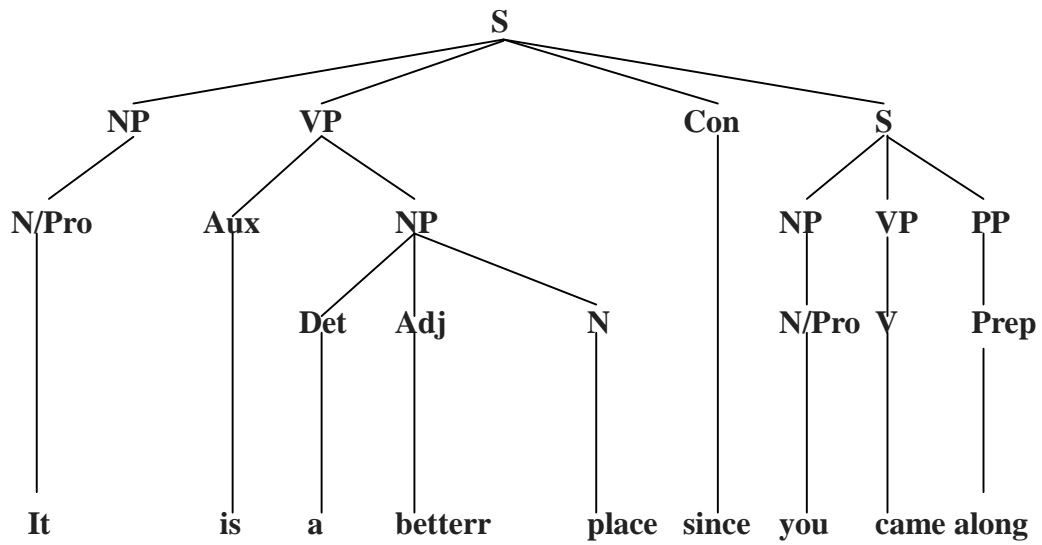 S
NP VP Con S
N/Pro Aux NP NP VP PP
Det Adj N N/Pro V Prep
It is a betterr place since you came along